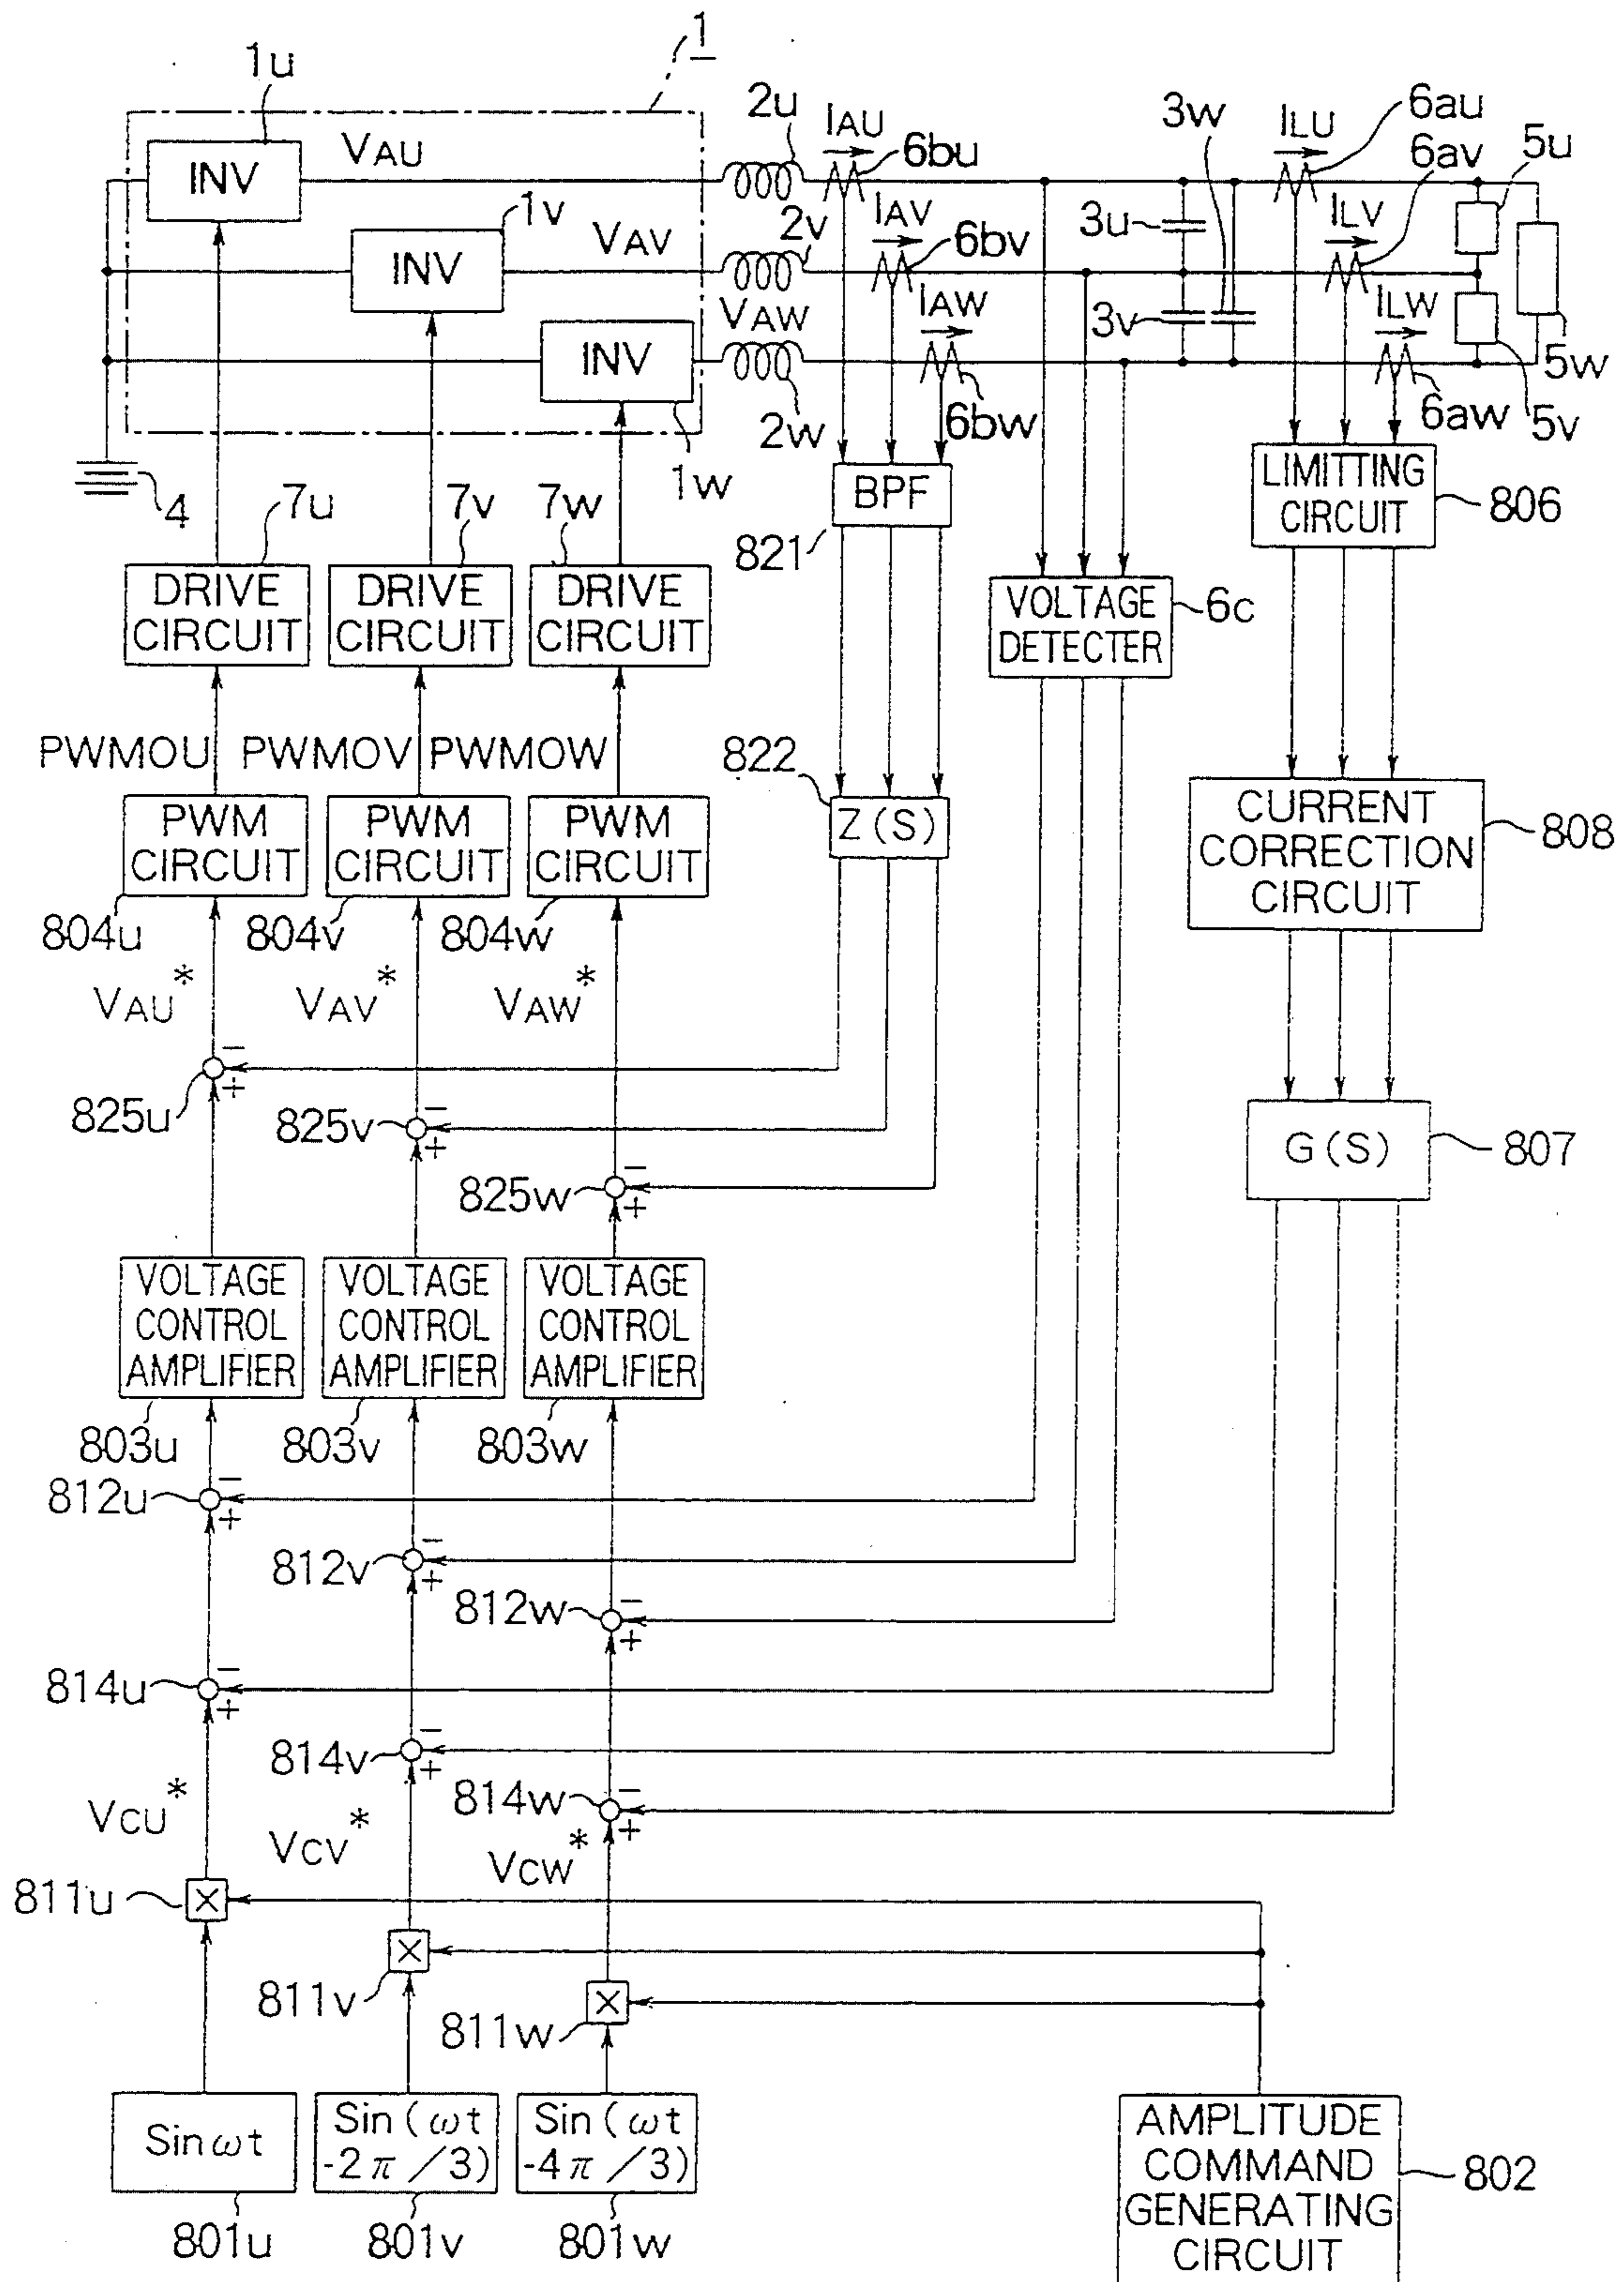 1
1u
2u
IAU
6bu
3w
ILU
6au
6av
5u
VAU
INV
1v
2v
IAV
6bv
3u
ILV
VAV
INV
VAW
IAW
3v
ILW
INV
2w
6bw
6aw
5v
5w
1w
4
7u
7v
7w
BPF
821
LIMITTING
CIRCUIT
806
DRIVE
CIRCUIT
DRIVE
CIRCUIT
DRIVE
CIRCUIT
VOLTAGE
DETECTER
6c
PWMOU
PWMOV
PWMOW
822
Z(S)
PWM
CIRCUIT
PWM
CIRCUIT
PWM
CIRCUIT
CURRENT
CORRECTION
CIRCUIT
808
804u
804v
804w
VAU*
VAV*
VAW*
−
+
825u
−
+
825v
−
+
825w
G(S)
807
VOLTAGE
CONTROL
AMPLIFIER
VOLTAGE
CONTROL
AMPLIFIER
VOLTAGE
CONTROL
AMPLIFIER
803u
803v
803w
812u
−
+
812v
−
+
812w
−
+
814u
−
+
814v
−
+
814w
−
+
VCU*
VCV*
VCW*
811u
×
811v
×
811w
×
Sinωt
Sin(ωt
-2π/3)
Sin(ωt
-4π/3)
801u
801v
801w
AMPLITUDE
COMMAND
GENERATING
CIRCUIT
802